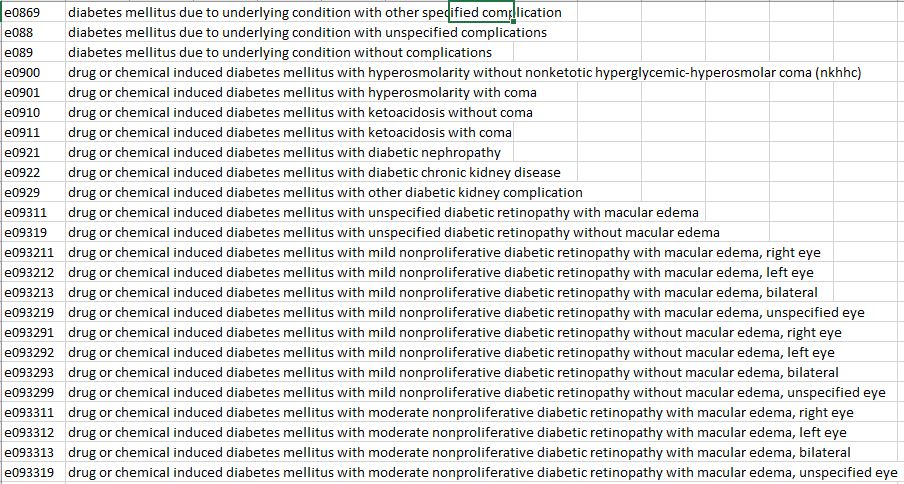 e0869 diabetes mellitus due to underlying condition with other specified complication
e088 diabetes mellitus due to underlying condition with unspecified complications
e089 diabetes mellitus due to underlying condition without complications
e0900 drug or chemical induced diabetes mellitus with hyperosmolarity without nonketotic hyperglycemic-hyperosmolar coma (nkhhc)
e0901 drug or chemical induced diabetes mellitus with hyperosmolarity with coma
e0910 drug or chemical induced diabetes mellitus with ketoacidosis without coma
e0911 drug or chemical induced diabetes mellitus with ketoacidosis with coma
e0921 drug or chemical induced diabetes mellitus with diabetic nephropathy
e0922 drug or chemical induced diabetes mellitus with diabetic chronic kidney disease
e0929 drug or chemical induced diabetes mellitus with other diabetic kidney complication
e09311 drug or chemical induced diabetes mellitus with unspecified diabetic retinopathy with macular edema
e09319 drug or chemical induced diabetes mellitus with unspecified diabetic retinopathy without macular edema
e093211 drug or chemical induced diabetes mellitus with mild nonproliferative diabetic retinopathy with macular edema, right eye
e093212 drug or chemical induced diabetes mellitus with mild nonproliferative diabetic retinopathy with macular edema, left eye
e093213 drug or chemical induced diabetes mellitus with mild nonproliferative diabetic retinopathy with macular edema, bilateral
e093219 drug or chemical induced diabetes mellitus with mild nonproliferative diabetic retinopathy with macular edema, unspecified eye
e093291 drug or chemical induced diabetes mellitus with mild nonproliferative diabetic retinopathy without macular edema, right eye
e093292 drug or chemical induced diabetes mellitus with mild nonproliferative diabetic retinopathy without macular edema, left eye
e093293 drug or chemical induced diabetes mellitus with mild nonproliferative diabetic retinopathy without macular edema, bilateral
e093299 drug or chemical induced diabetes mellitus with mild nonproliferative diabetic retinopathy without macular edema, unspecified eye
e093311 drug or chemical induced diabetes mellitus with moderate nonproliferative diabetic retinopathy with macular edema, right eye
e093312 drug or chemical induced diabetes mellitus with moderate nonproliferative diabetic retinopathy with macular edema, left eye
e093313 drug or chemical induced diabetes mellitus with moderate nonproliferative diabetic retinopathy with macular edema, bilateral
e093319 drug or chemical induced diabetes mellitus with moderate nonproliferative diabetic retinopathy with macular edema, unspecified eye